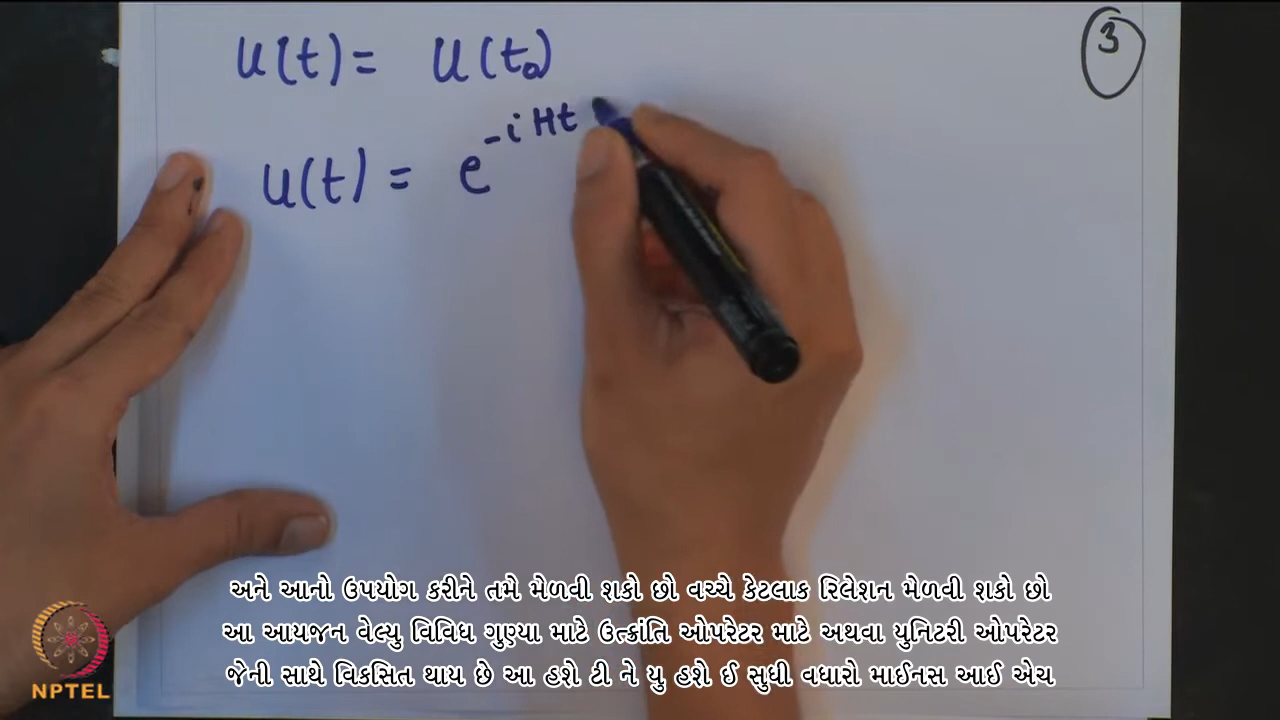 3
U(t) = U(t₀)
U(t) = e^{-iHt}
અને આનો ઉપયોગ કરીને તમે મેળવી શકો છો વચ્ચે કેટલાક રિલેશન મેળવી શકો છો
આ આયજન વેલ્યુ વિવિધ ગુણ્યા માટે ઉત્ક્રાંતિ ઓપરેટર માટે અથવા યુનિટરી ઓપરેટર
જેની સાથે વિકસિત થાય છે આ હશે ટી ને યુ હશે ઈ સુધી વધારો માઈનસ આઈ એચ
NPTEL